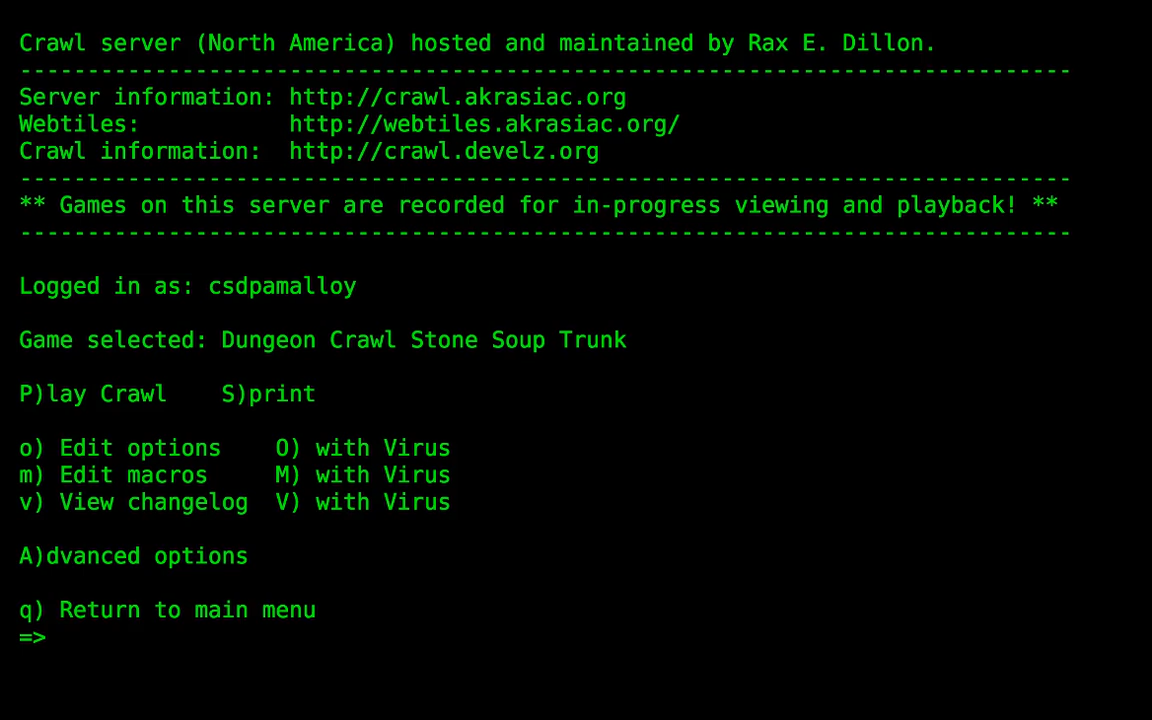 Crawl server (North America) hosted and maintained by Rax E. Dillon.
------------------------------------------------------------------------------
Server information: http://crawl.akrasiac.org
Webtiles:           http://webtiles.akrasiac.org/
Crawl information:  http://crawl.develz.org
------------------------------------------------------------------------------
** Games on this server are recorded for in-progress viewing and playback! **
------------------------------------------------------------------------------
Logged in as: csdpamalloy
Game selected: Dungeon Crawl Stone Soup Trunk
P)lay Crawl    S)print
o) Edit options    O) with Virus
m) Edit macros     M) with Virus
v) View changelog  V) with Virus
A)dvanced options
q) Return to main menu
=>